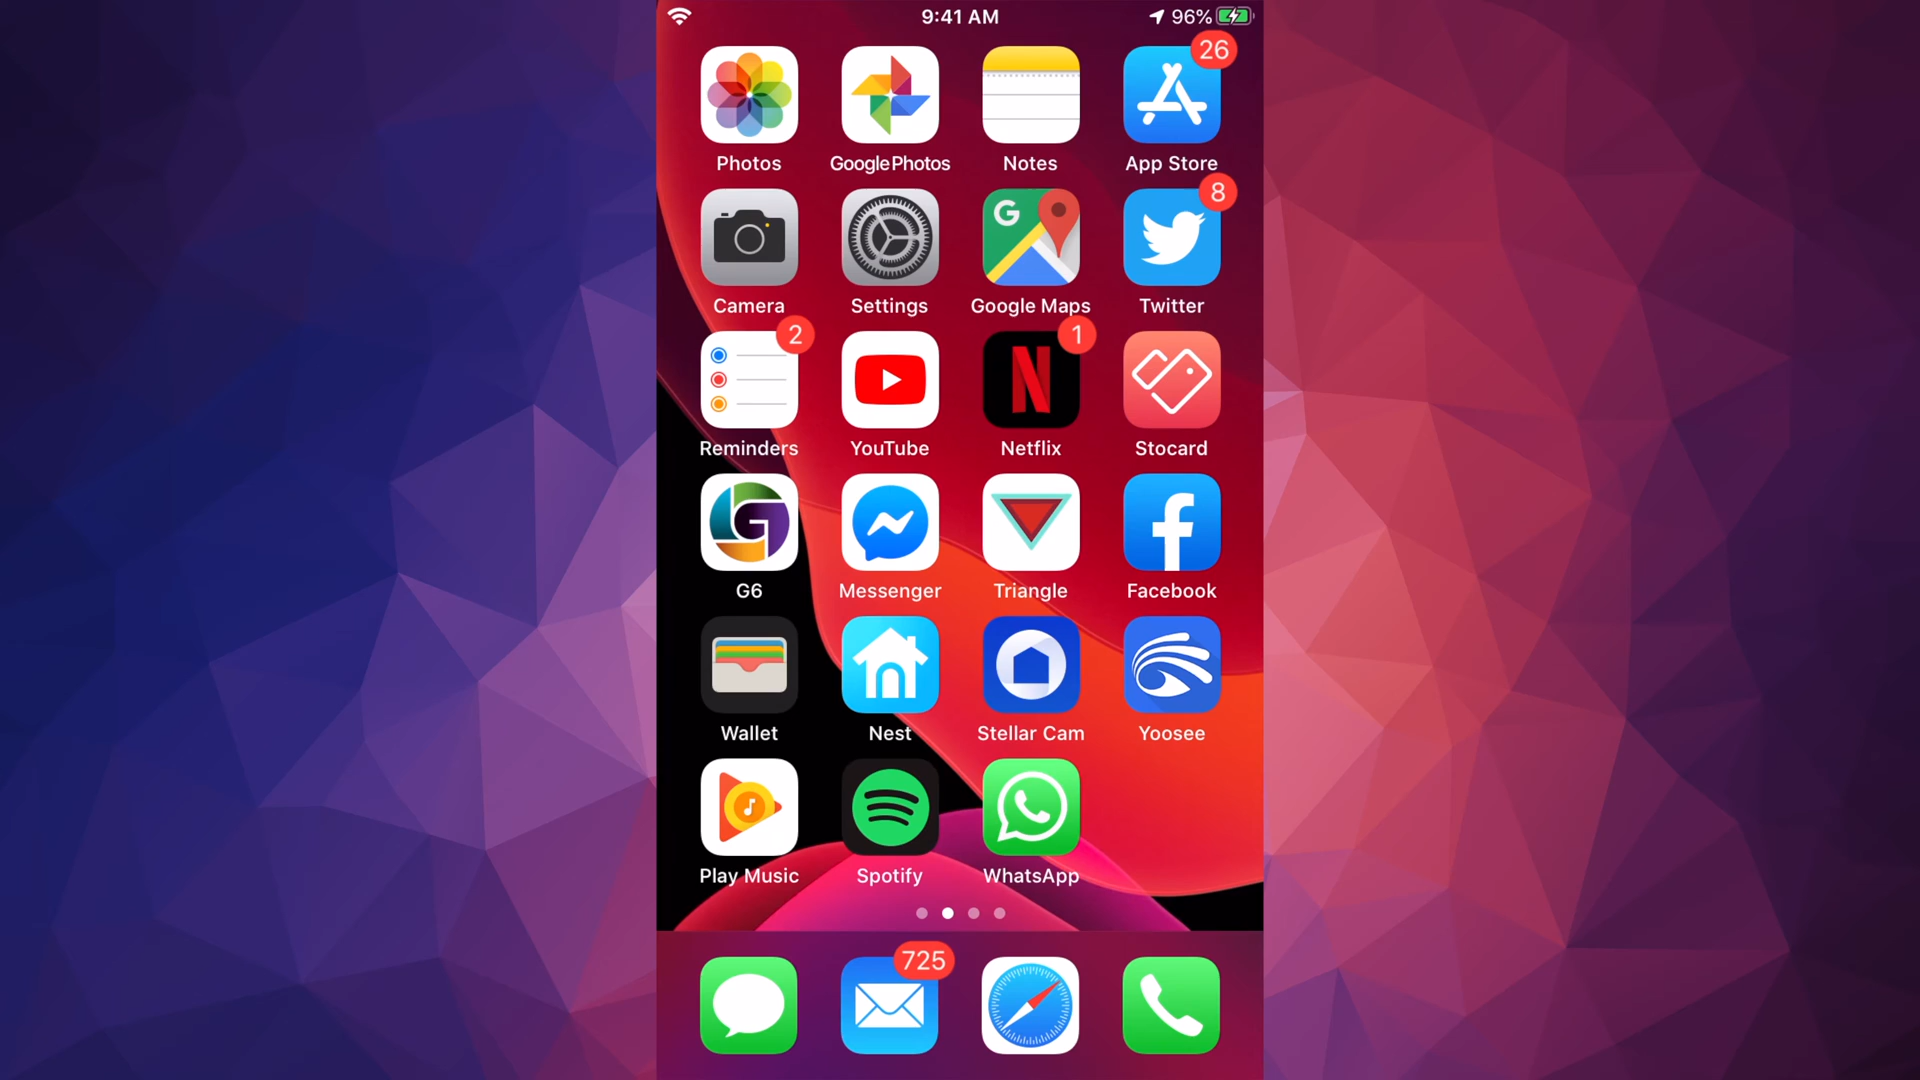 9:41 AM 96%
26
Photos Google Photos Notes App Store
8
G
Camera Settings Google Maps Twitter
2 1
N
Reminders YouTube Netflix Stocard
G f
G6 Messenger Triangle Facebook
Wallet Nest Stellar Cam Yoosee
Play Music Spotify WhatsApp
725